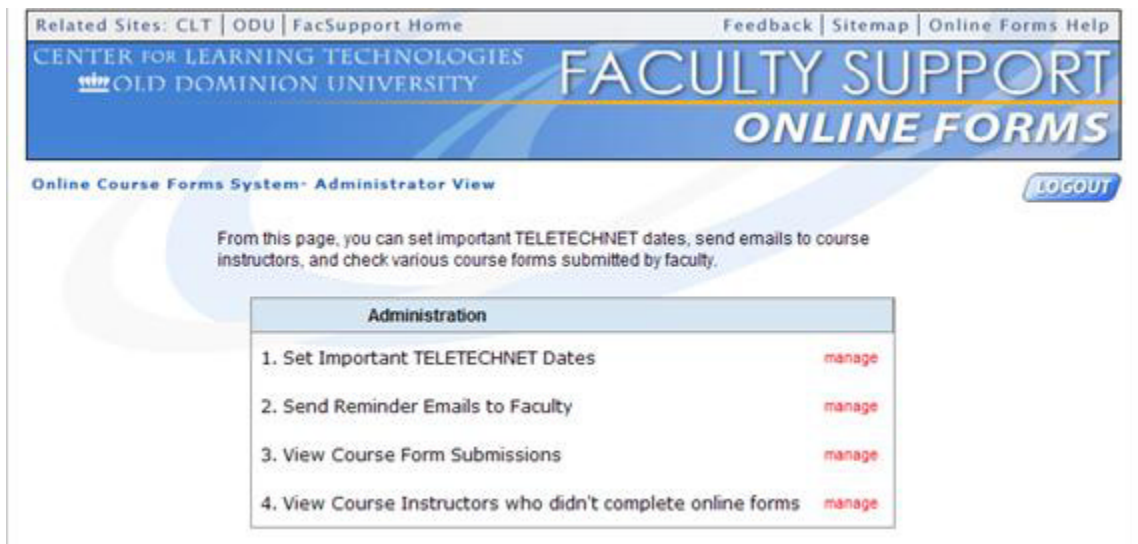 Related Sites: CLT | ODU | FacSupport Home
Feedback | Sitemap | Online Forms Help
CENTER FOR LEARNING TECHNOLOGIES
OLD DOMINION UNIVERSITY
FACULTY SUPPORT
ONLINE FORMS
Online Course Forms System- Administrator View
LOGOUT
From this page, you can set important TELETECHNET dates, send emails to course
instructors, and check various course forms submitted by faculty.
Administration
1. Set Important TELETECHNET Dates manage
2. Send Reminder Emails to Faculty manage
3. View Course Form Submissions manage
4. View Course Instructors who didn't complete online forms manage